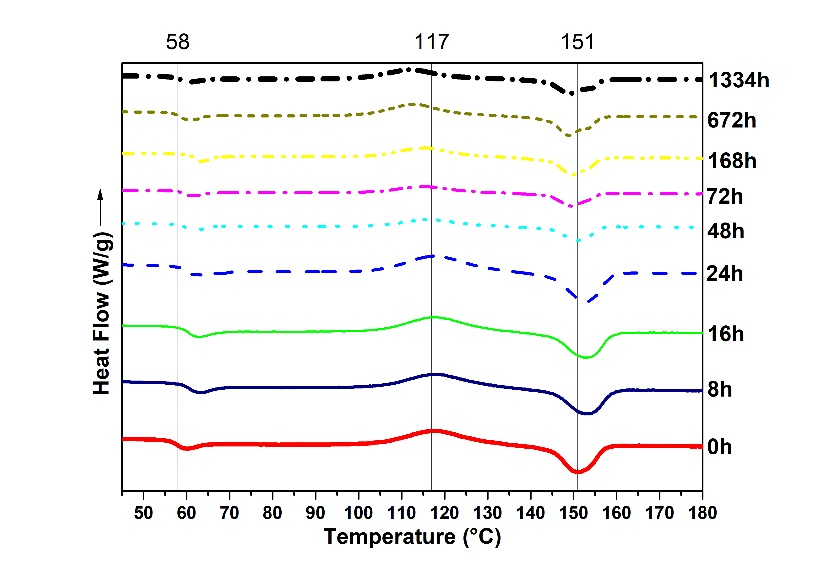 58 117 151
1334h
672h
168h
72h
48h
24h
16h
8h
0h
Heat Flow (W/g) →
50 60 70 80 90 100 110 120 130 140 150 160 170 180
Temperature (°C)